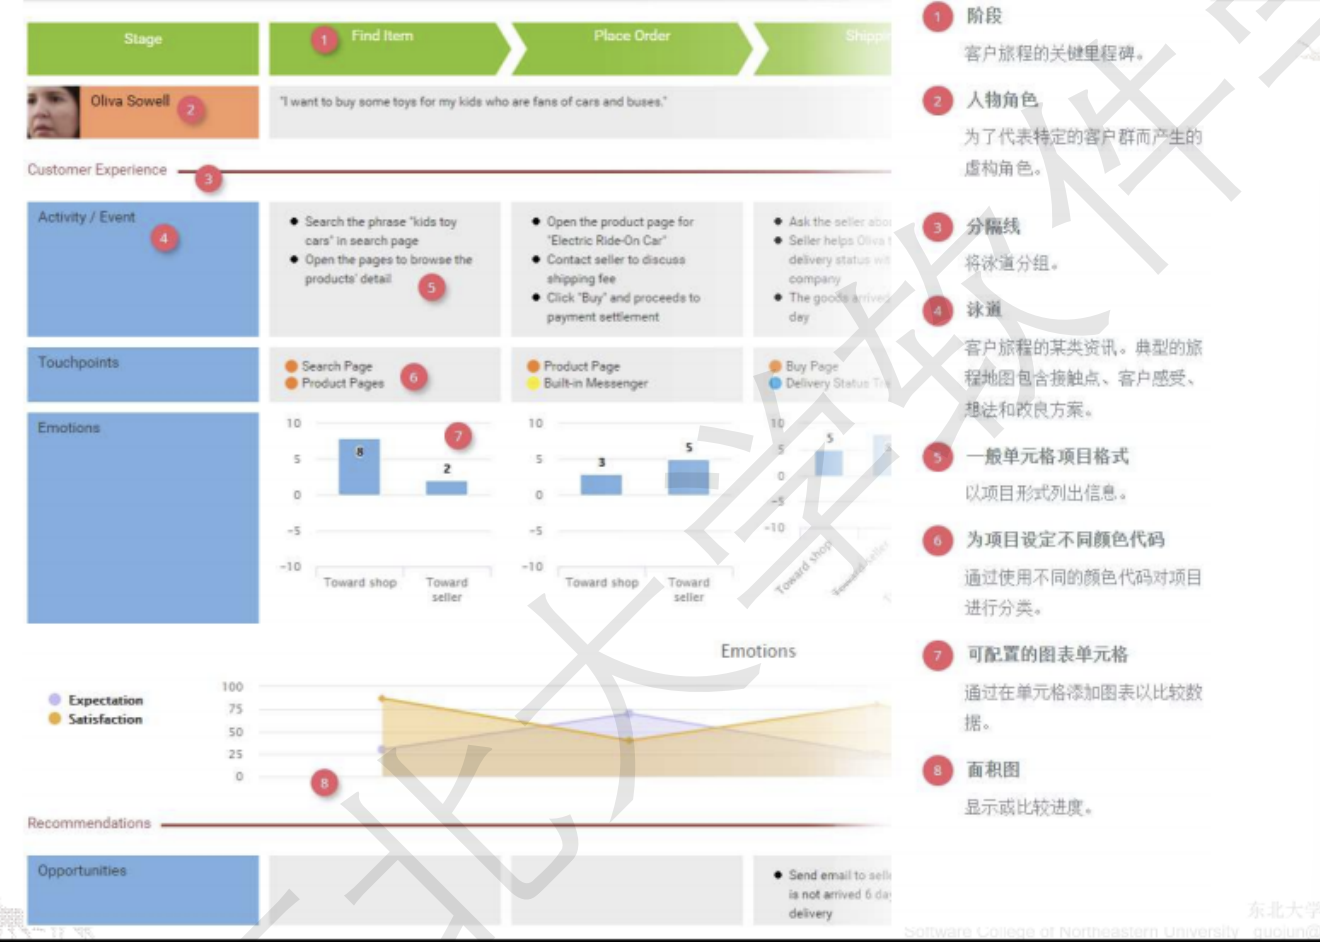 Stage
1
Find Item
Place Order
Oliva Sowell
2
"I want to buy some toys for my kids who are fans of cars and buses."
Customer Experience
3
Activity / Event
4
Search the phrase "kids toy
cars" in search page
Open the pages to browse the
products' detail
5
Open the product page for
"Electric Ride-On Car"
Contact seller to discuss
shipping fee
Click "Buy" and proceeds to
payment settlement
Ask the seller
Seller helps Oliva
delivery status
company
The goods arrived
day
Touchpoints
Search Page
Product Pages
6
Product Page
Built-in Messenger
Buy Page
Delivery Status
Emotions
10
5
0
-5
-10
8
2
7
Toward shop
Toward
seller
10
5
0
-5
-10
3
5
Toward shop
Toward
seller
10
5
0
-5
-10
5
Toward shop
Toward seller
Emotions
Expectation
Satisfaction
100
75
50
25
0
8
Recommendations
Opportunities
Send email to
is not arrived 6
delivery
1 阶段
客户旅程的关键里程碑。
2 人物角色
为了代表特定的客户群而产生的
虚构角色。
3 分隔线
将泳道分组。
4 泳道
客户旅程的某类资讯。典型的旅
程地图包含接触点、客户感受、
想法和改良方案。
5 一般单元格项目格式
以项目形式列出信息。
6 为项目设定不同颜色代码
通过使用不同的颜色代码对项目
进行分类。
7 可配置的图表单元格
通过在单元格添加图表以比较数
据。
8 面积图
显示或比较进度。
北大学软件学
东北大学
Software College of Northeastern University guojun@